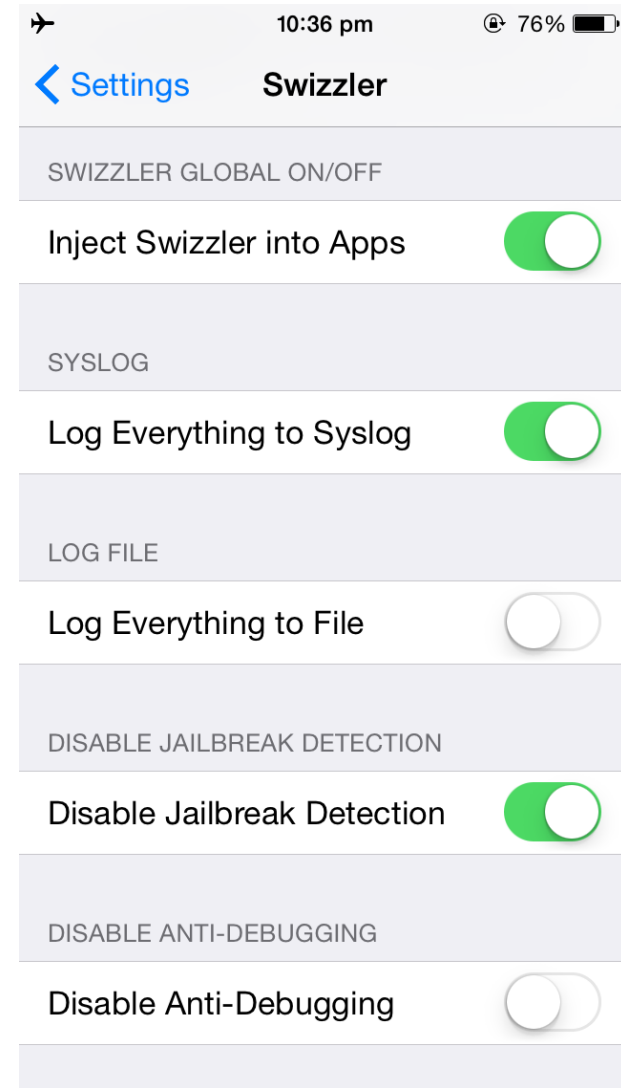 10:36 pm 76%
Settings Swizzler
SWIZZLER GLOBAL ON/OFF
Inject Swizzler into Apps
SYSLOG
Log Everything to Syslog
LOG FILE
Log Everything to File
DISABLE JAILBREAK DETECTION
Disable Jailbreak Detection
DISABLE ANTI-DEBUGGING
Disable Anti-Debugging